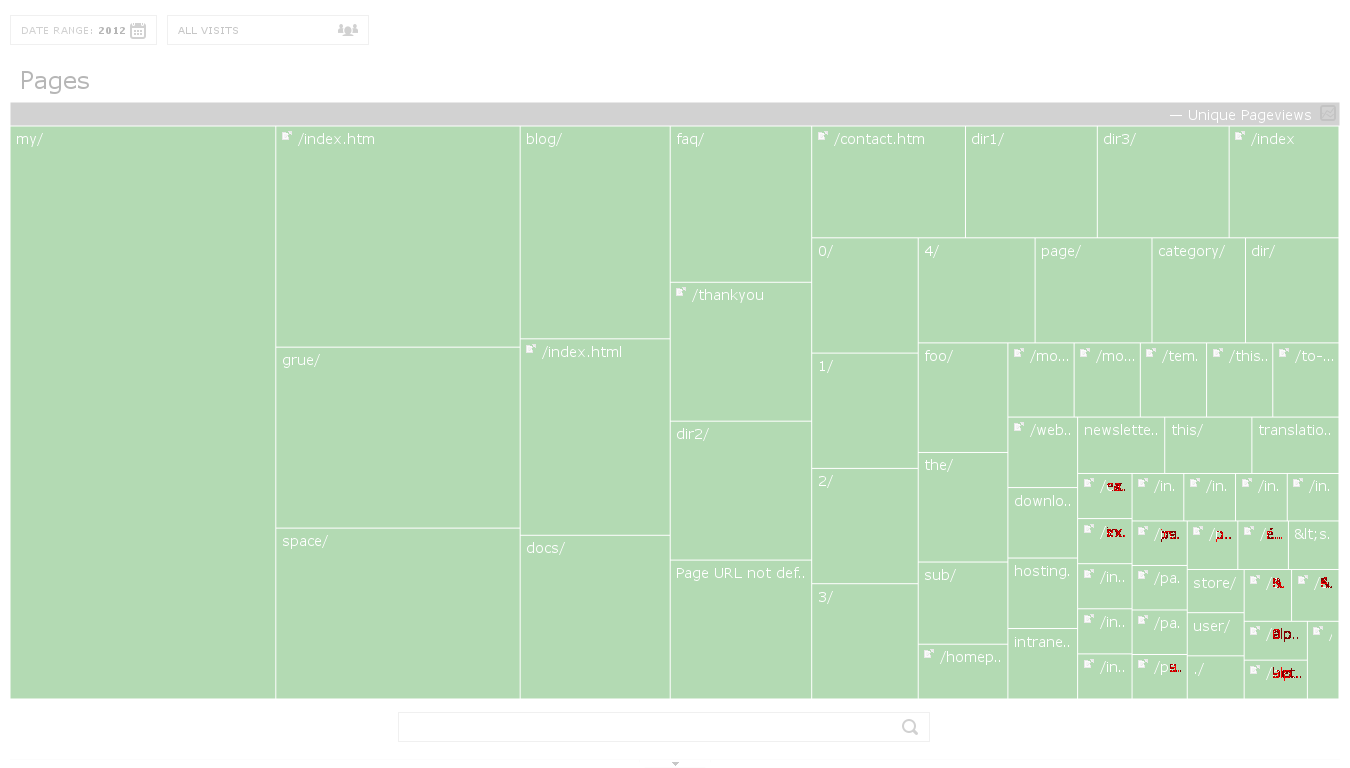 DATE RANGE: 2012
ALL VISITS
Pages
— Unique Pageviews
my/
/index.htm
blog/
faq/
/contact.htm
dir1/
dir3/
/index
0/
4/
page/
category/
dir/
/thankyou
/index.html
grue/
1/
foo/
/mo...
/mo...
/tem.
/this..
/to-...
dir2/
/web..
newslette..
this/
translatio..
the/
2/
downlo..
/in.
/in.
/in.
/in.
space/
docs/
&lt;s.
Page URL not def..
sub/
hosting.
/in..
/pa.
store/
3/
/in..
/pa.
user/
intrane..
/homep..
/in..
./